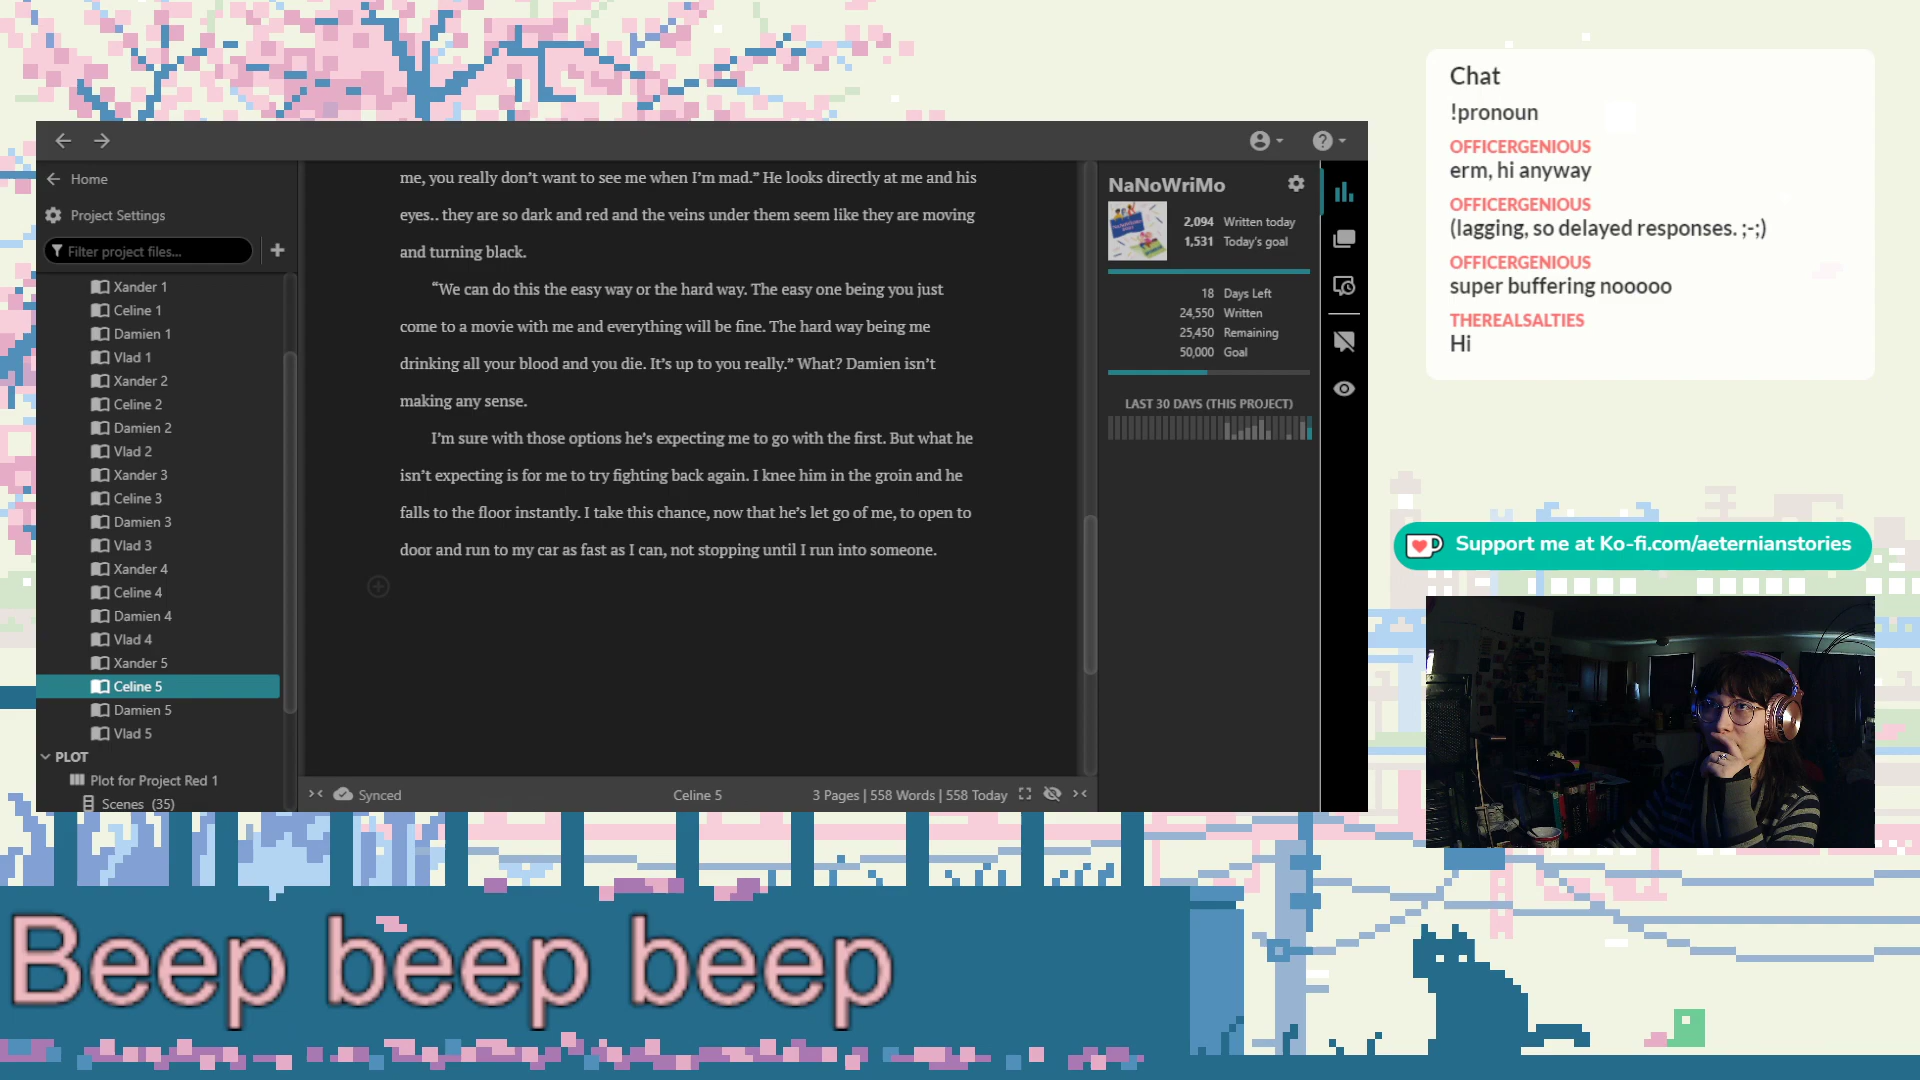 Home
Project Settings
Filter project files...
Xander 1
Celine 1
Damien 1
Vlad 1
Xander 2
Celine 2
Damien 2
Vlad 2
Xander 3
Celine 3
Damien 3
Vlad 3
Xander 4
Celine 4
Damien 4
Vlad 4
Xander 5
Celine 5
Damien 5
Vlad 5
PLOT
Plot for Project Red 1
Scenes (35)
me, you really don’t want to see me when I’m mad.” He looks directly at me and his
eyes.. they are so dark and red and the veins under them seem like they are moving
and turning black.
“We can do this the easy way or the hard way. The easy one being you just
come to a movie with me and everything will be fine. The hard way being me
drinking all your blood and you die. It’s up to you really.” What? Damien isn’t
making any sense.
I’m sure with those options he’s expecting me to go with the first. But what he
isn’t expecting is for me to try fighting back again. I knee him in the groin and he
falls to the floor instantly. I take this chance, now that he’s let go of me, to open to
door and run to my car as fast as I can, not stopping until I run into someone.
Synced
Celine 5
3 Pages | 558 Words | 558 Today
NaNoWriMo
2,094 Written today
1,531 Today's goal
18 Days Left
24,550 Written
25,450 Remaining
50,000 Goal
LAST 30 DAYS (THIS PROJECT)
Chat
!pronoun
OFFICERGENIOUS
erm, hi anyway
OFFICERGENIOUS
(lagging, so delayed responses. ;-;)
OFFICERGENIOUS
super buffering nooooo
THEREALSALTIES
Hi
Support me at Ko-fi.com/aeternianstories
Beep beep beep